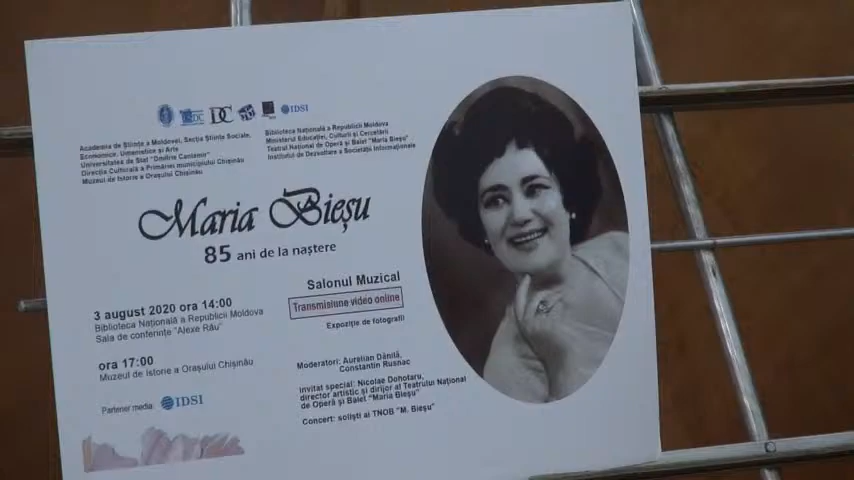 IDSI
Academia de Științe a Moldovei, Secția Științe Sociale,
Economice, Umanistice și Arte
Universitatea de Stat "Dimitrie Cantemir"
Direcția Culturală a Primăriei municipiului Chișinău
Muzeul de Istorie a Orașului Chișinău
Biblioteca Națională a Republicii Moldova
Ministerul Educației, Culturii și Cercetării
Teatrul Național de Operă și Balet "Maria Bieșu"
Institutul de Dezvoltare a Societății Informaționale
Maria Bieșu
85 ani de la naștere
3 august 2020 ora 14:00
Biblioteca Națională a Republicii Moldova
Sala de conferințe "Alexe Rău"
ora 17:00
Muzeul de Istorie a Orașului Chișinău
Partener media: IDSI
Salonul Muzical
Transmisiune video online
Expoziție de fotografii
Moderatori: Aurelian Dănilă,
Constantin Rusnac
Invitat special: Nicolae Dohotaru,
director artistic și dirijor al Teatrului Național
de Operă și Balet "Maria Bieșu"
Concert: soliști ai TNOB "M. Bieșu"